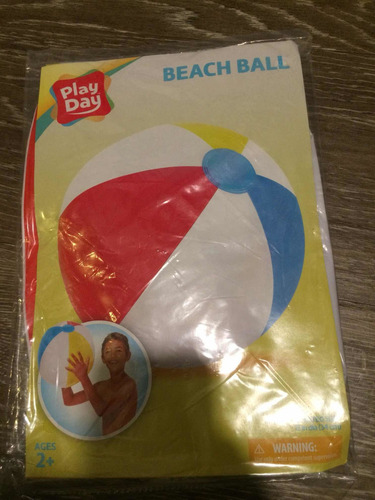 Play
Day
BEACH BALL
AGES
2+
WARNING: